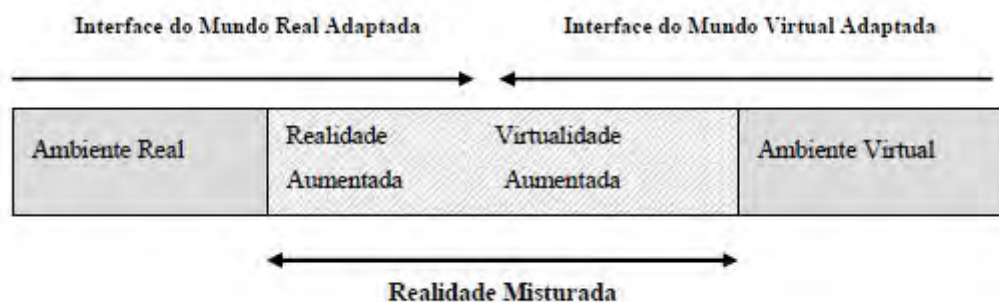 Interface do Mundo Real Adaptada
Interface do Mundo Virtual Adaptada
Ambiente Real
Realidade
Aumentada
Virtualidade
Aumentada
Ambiente Virtual
Realidade Misturada